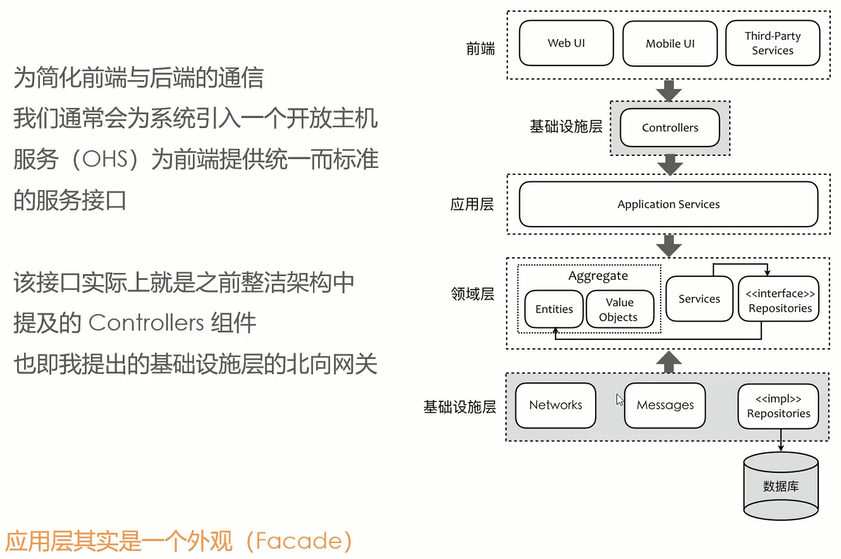 为简化前端与后端的通信
我们通常会为系统引入一个开放主机
服务（OHS）为前端提供统一而标准
的服务接口
该接口实际上就是之前整洁架构中
提及的 Controllers 组件
也即我提出的基础设施层的北向网关
应用层其实是一个外观（Facade）
前端
Web UI
Mobile UI
Third-Party
Services
基础设施层
Controllers
应用层
Application Services
领域层
Aggregate
Entities
Value
Objects
Services
<<interface>>
Repositories
基础设施层
Networks
Messages
<<impl>>
Repositories
数据库